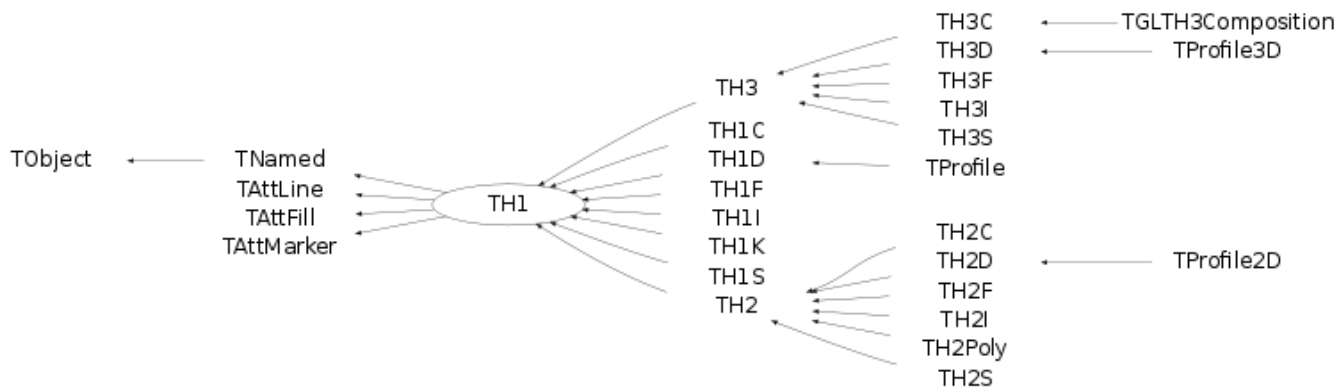 TH3C TGLTH3Composition
TH3D TProfile3D
TH3F
TH3 TH3I
TH3S
TH1C
TObject TNamed TH1D TProfile
TAttLine TH1F
TH1
TAttFill TH1I
TAttMarker TH1K
TH1S
TH2
TH2C
TH2D TProfile2D
TH2F
TH2I
TH2Poly
TH2S